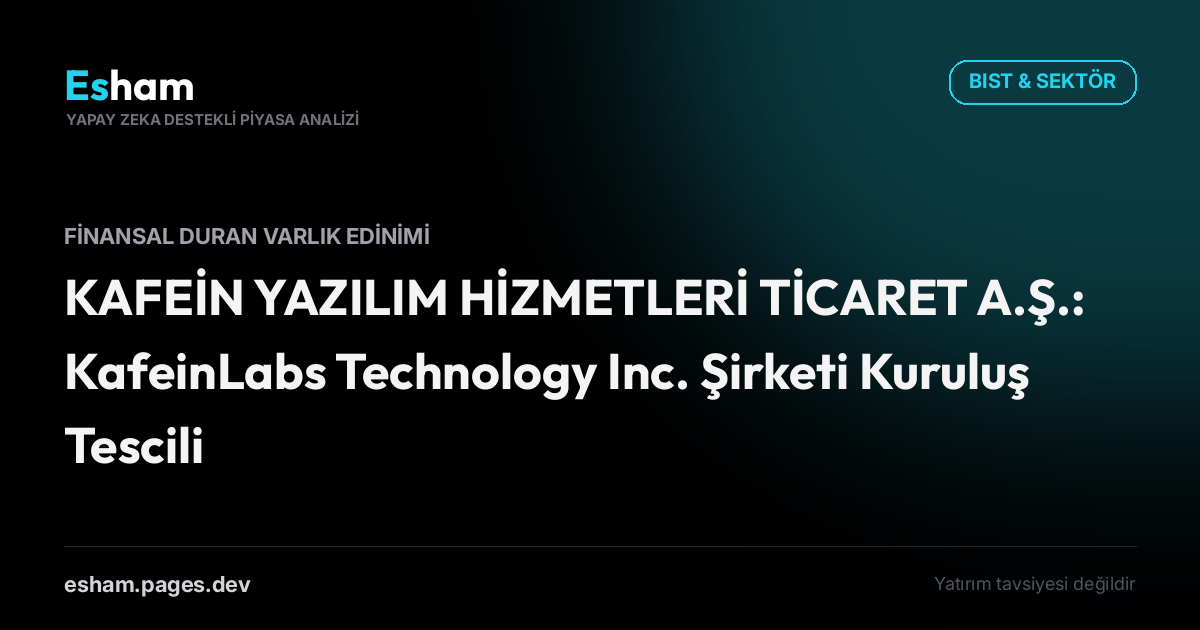 Esham
YAPAY ZEKA DESTEKLİ PİYASA ANALİZİ
BIST & SEKTÖR
FİNANSAL DURAN VARLIK EDİNİMİ
KAFEİN YAZILIM HİZMETLERİ TİCARET A.Ş.:
KafeinLabs Technology Inc. Şirketi Kuruluş
Tescili
esham.pages.dev
Yatırım tavsiyesi değildir